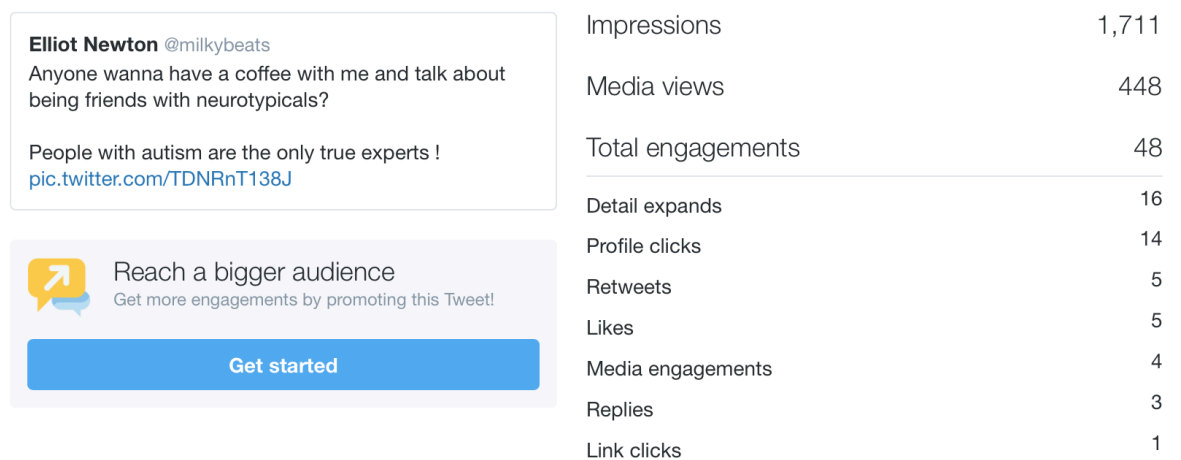 Elliot Newton @milkybeats
Anyone wanna have a coffee with me and talk about
being friends with neurotypicals?
People with autism are the only true experts !
pic.twitter.com/TDNRnT138J
Reach a bigger audience
Get more engagements by promoting this Tweet!
Get started
Impressions 1,711
Media views 448
Total engagements 48
Detail expands 16
Profile clicks 14
Retweets 5
Likes 5
Media engagements 4
Replies 3
Link clicks 1